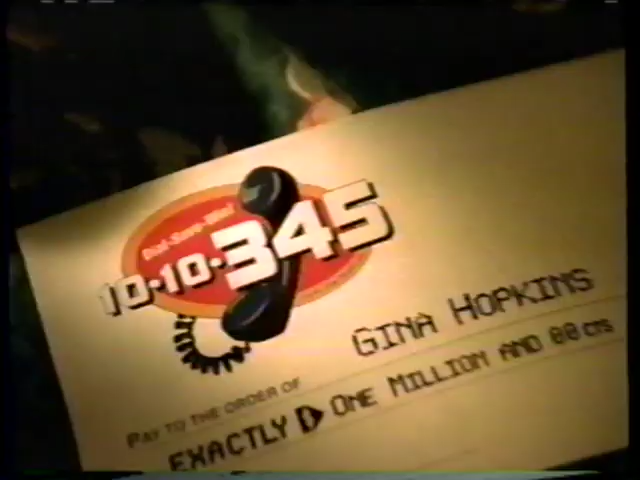 Dial-Save-Win!
10·10·345
GINA HOPKINS
PAY TO THE ORDER OF
EXACTLY ONE MILLION AND 00 cts